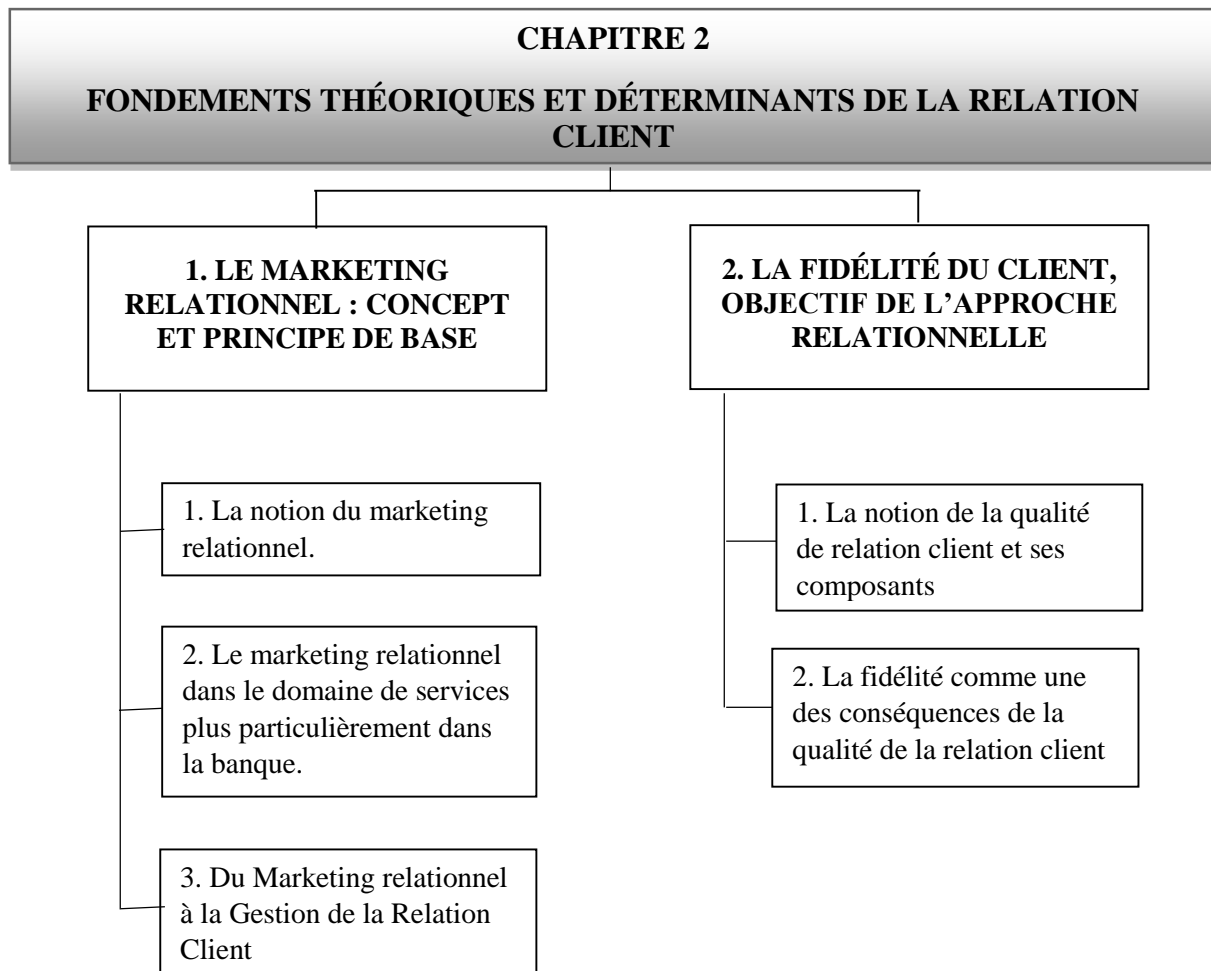 CHAPITRE 2
FONDEMENTS THÉORIQUES ET DÉTERMINANTS DE LA RELATION
CLIENT
1. LE MARKETING
RELATIONNEL : CONCEPT
ET PRINCIPE DE BASE
2. LA FIDÉLITÉ DU CLIENT,
OBJECTIF DE L’APPROCHE
RELATIONNELLE
1. La notion du marketing
relationnel.
2. Le marketing relationnel
dans le domaine de services
plus particulièrement dans
la banque.
3. Du Marketing relationnel
à la Gestion de la Relation
Client
1. La notion de la qualité
de relation client et ses
composants
2. La fidélité comme une
des conséquences de la
qualité de la relation client